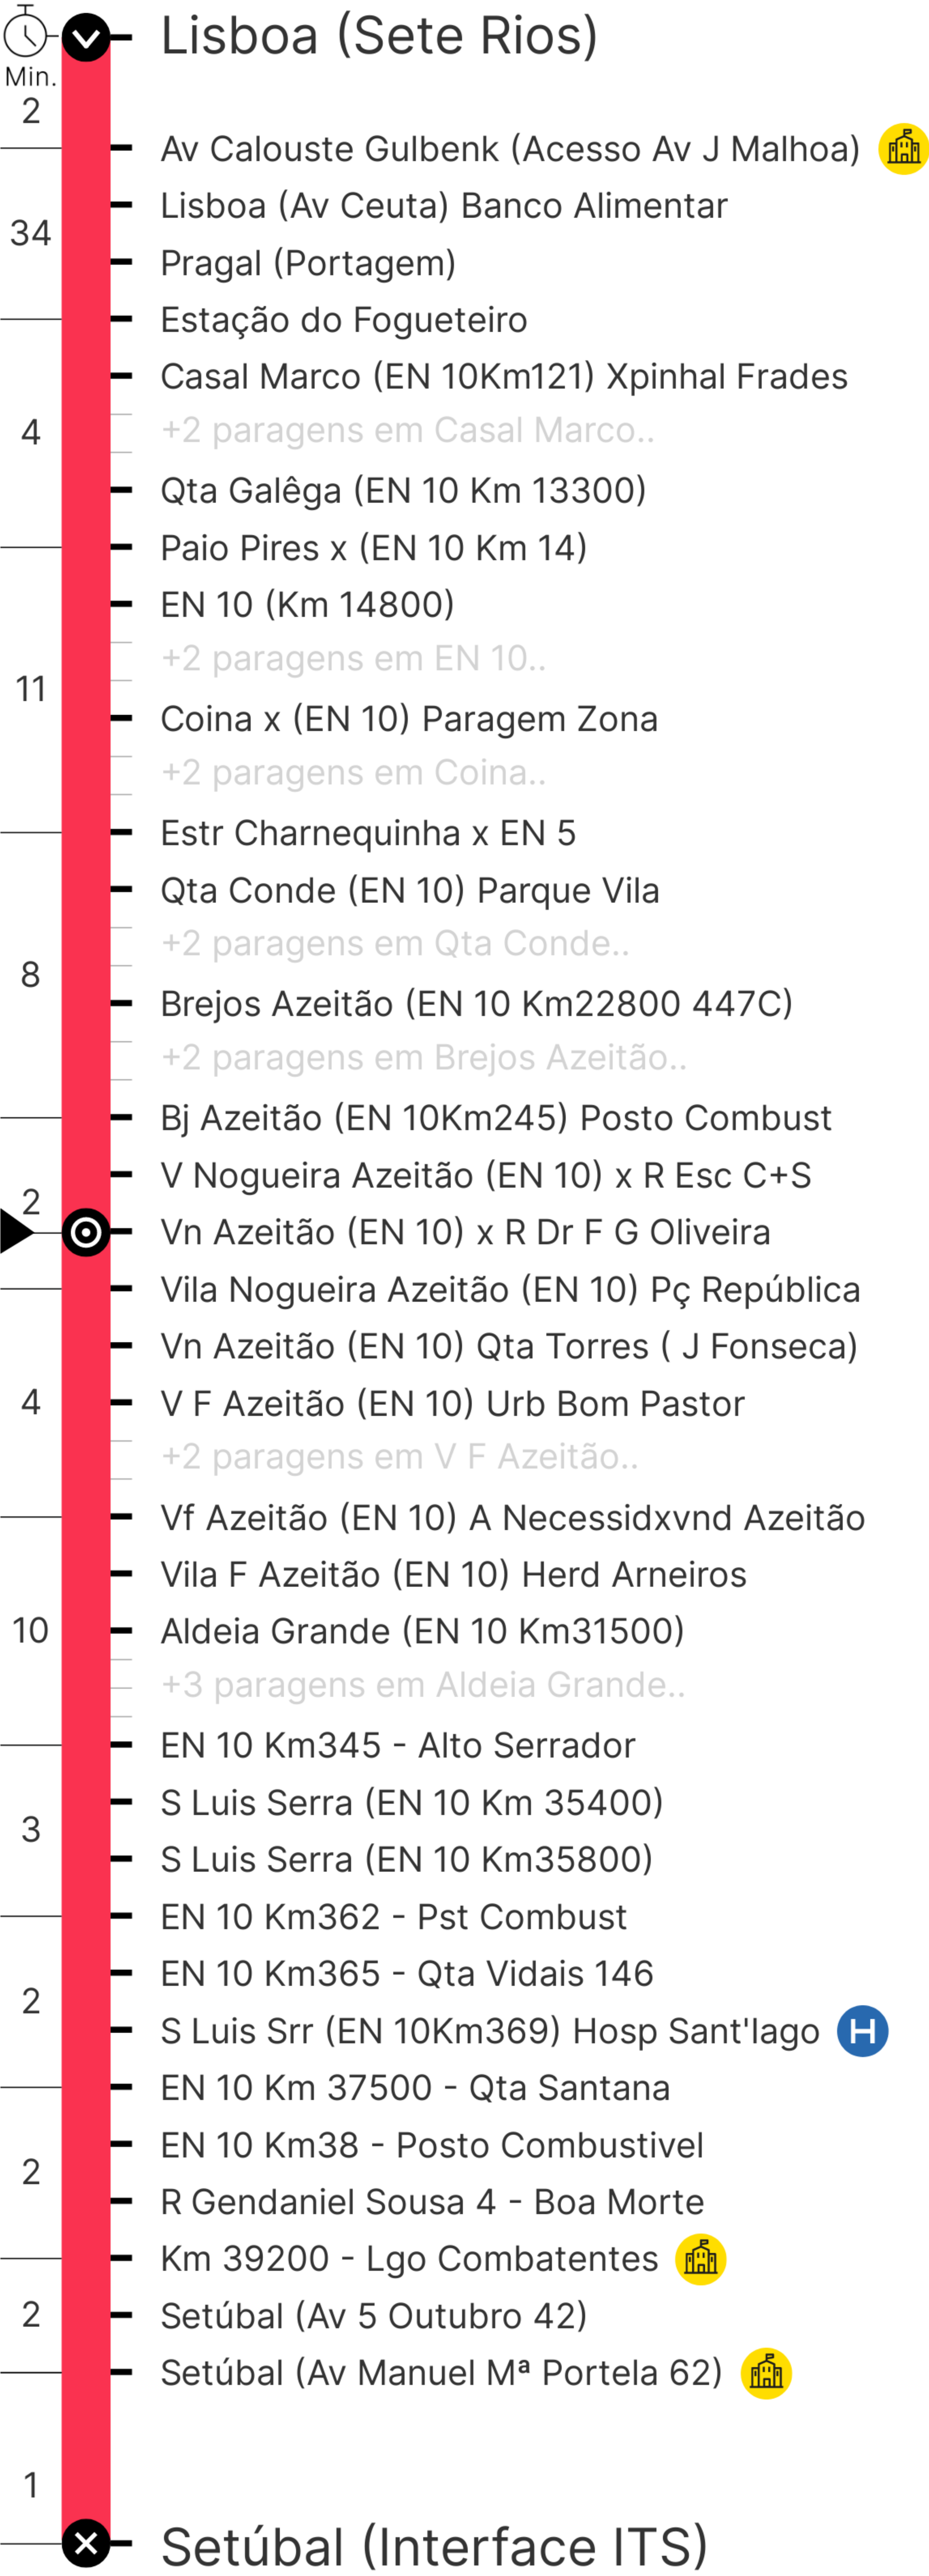 Lisboa (Sete Rios)
Min.
2
Av Calouste Gulbenk (Acesso Av J Malhoa)
Lisboa (Av Ceuta) Banco Alimentar
34
Pragal (Portagem)
Estação do Fogueteiro
Casal Marco (EN 10Km121) Xpinhal Frades
4
+2 paragens em Casal Marco..
Qta Galêga (EN 10 Km 13300)
Paio Pires x (EN 10 Km 14)
EN 10 (Km 14800)
+2 paragens em EN 10..
11
Coina x (EN 10) Paragem Zona
+2 paragens em Coina..
Estr Charnequinha x EN 5
Qta Conde (EN 10) Parque Vila
+2 paragens em Qta Conde..
8
Brejos Azeitão (EN 10 Km22800 447C)
+2 paragens em Brejos Azeitão..
Bj Azeitão (EN 10Km245) Posto Combust
V Nogueira Azeitão (EN 10) x R Esc C+S
2
Vn Azeitão (EN 10) x R Dr F G Oliveira
Vila Nogueira Azeitão (EN 10) Pç República
Vn Azeitão (EN 10) Qta Torres ( J Fonseca)
4
V F Azeitão (EN 10) Urb Bom Pastor
+2 paragens em V F Azeitão..
Vf Azeitão (EN 10) A Necessidxvnd Azeitão
Vila F Azeitão (EN 10) Herd Arneiros
10
Aldeia Grande (EN 10 Km31500)
+3 paragens em Aldeia Grande..
EN 10 Km345 - Alto Serrador
S Luis Serra (EN 10 Km 35400)
3
S Luis Serra (EN 10 Km35800)
EN 10 Km362 - Pst Combust
EN 10 Km365 - Qta Vidais 146
2
S Luis Srr (EN 10Km369) Hosp Sant'Iago H
EN 10 Km 37500 - Qta Santana
EN 10 Km38 - Posto Combustivel
2
R Gendaniel Sousa 4 - Boa Morte
Km 39200 - Lgo Combatentes
2
Setúbal (Av 5 Outubro 42)
Setúbal (Av Manuel Mª Portela 62)
1
Setúbal (Interface ITS)